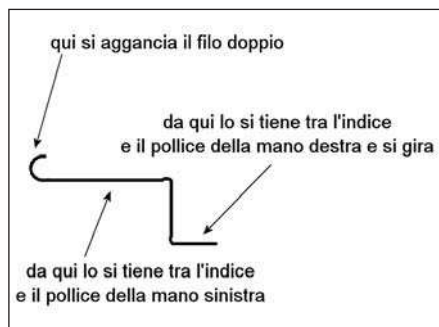 qui si aggancia il filo doppio
da qui lo si tiene tra l'indice
e il pollice della mano destra e si gira
da qui lo si tiene tra l'indice
e il pollice della mano sinistra